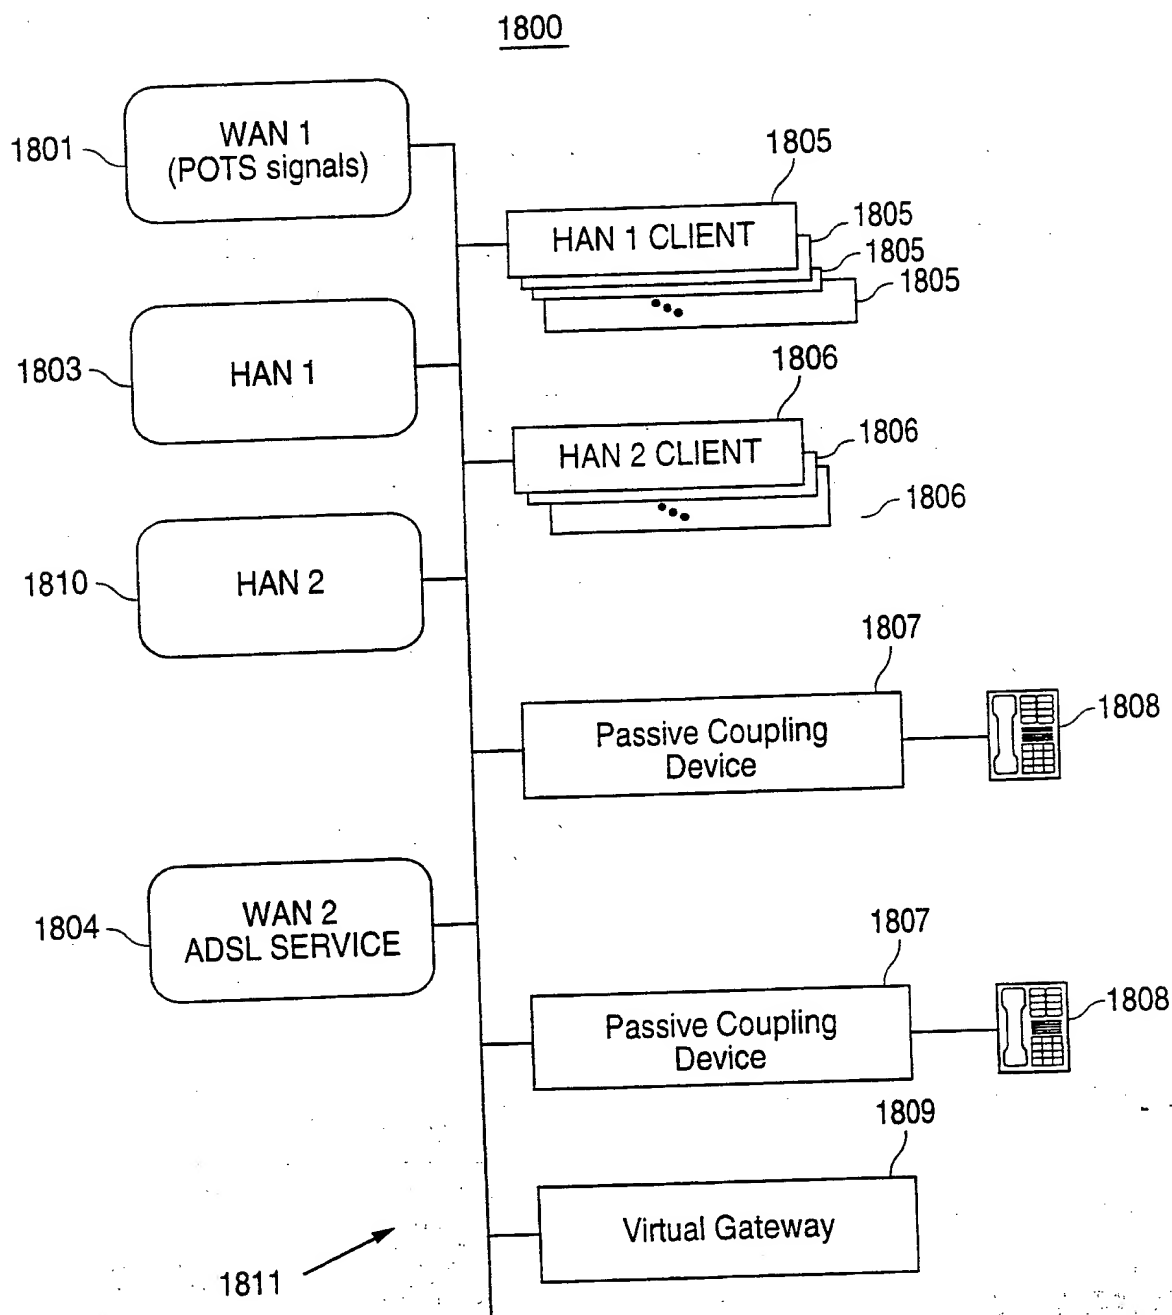 1800
WAN 1
(POTS signals)
1801
1805
HAN 1 CLIENT
1805
1805
1805
HAN 1
1803
1806
HAN 2 CLIENT
1806
1806
HAN 2
1810
1807
Passive Coupling
Device
1808
WAN 2
ADSL SERVICE
1804
1807
Passive Coupling
Device
1808
1809
Virtual Gateway
1811